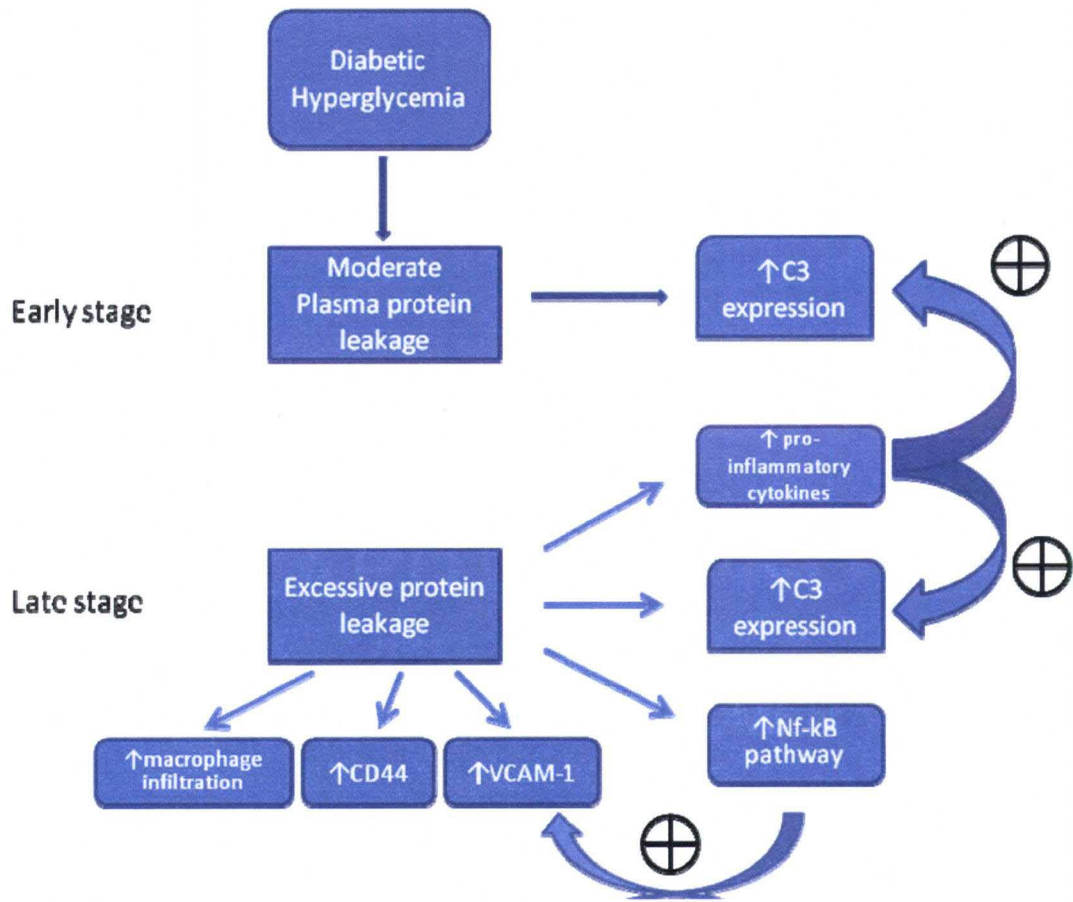 Diabetic
Hyperglycemia
Early stage
Moderate
Plasma protein
leakage
↑C3
expression
↑ pro-
inflammatory
cytokines
Late stage
Excessive protein
leakage
↑C3
expression
↑Nf-kB
pathway
↑macrophage
infiltration
↑CD44
↑VCAM-1